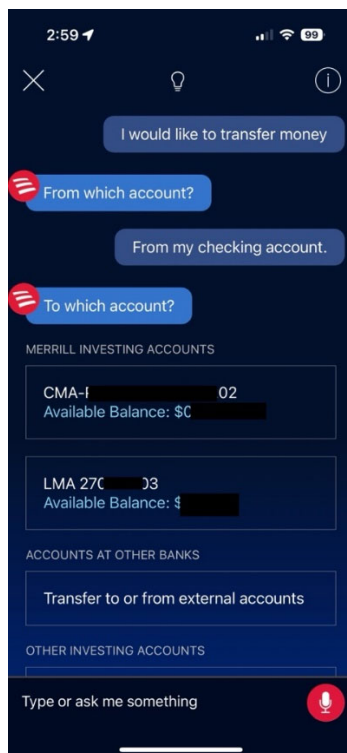 2:59
99
I would like to transfer money
From which account?
From my checking account.
To which account?
MERRILL INVESTING ACCOUNTS
CMA- 02
Available Balance: $0
LMA 270 03
Available Balance: $
ACCOUNTS AT OTHER BANKS
Transfer to or from external accounts
OTHER INVESTING ACCOUNTS
Type or ask me something